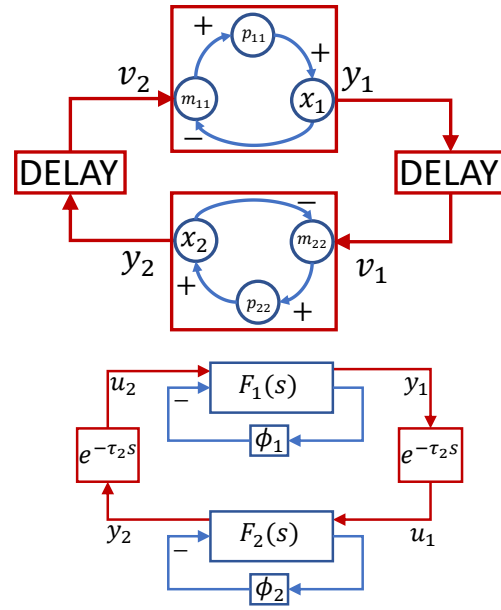 + p₁₁ +
v₂ m₁₁ x₁ y₁
−
DELAY DELAY
x₂ − m₂₂
y₂ v₁
+ p₂₂ +
u₂ F₁(s) y₁
−
ϕ₁
e^{−τ₂s} e^{−τ₂s}
y₂ F₂(s) u₁
−
ϕ₂